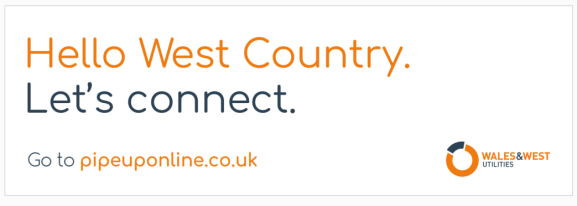 Hello West Country.
Let's connect.
Go to pipeuponline.co.uk
WALES&WEST
UTILITIES